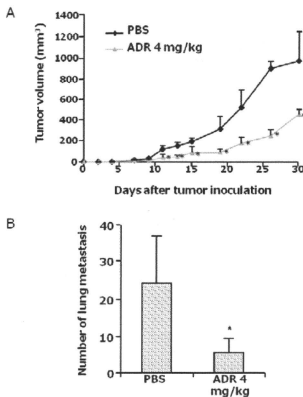 A
PBS
ADR 4 mg/kg
Tumor volume (mm³)
1400
1200
1000
800
600
400
200
0
0 5 10 15 20 25 30
Days after tumor inoculation
B
Number of lung metastasis
40
30
20
10
0
*
PBS ADR 4
mg/kg